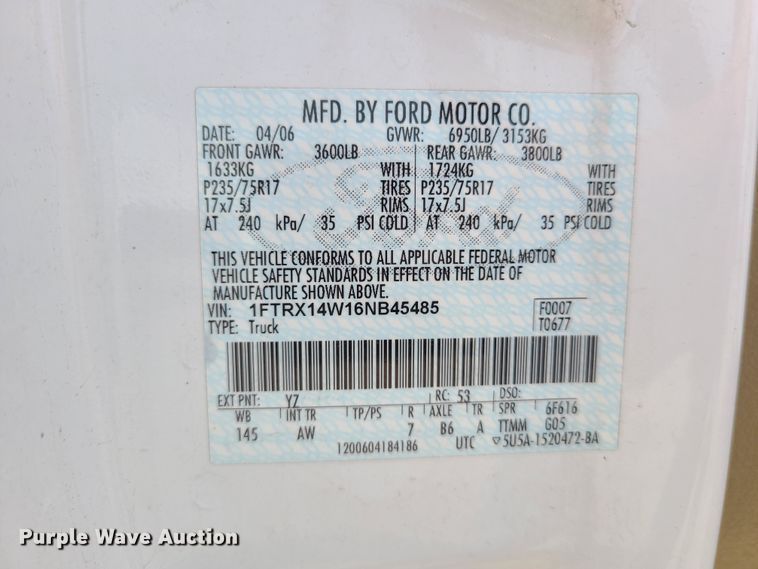 MFD. BY FORD MOTOR CO.
DATE: 04/06 GVWR: 6950LB/ 3153KG
FRONT GAWR: 3600LB REAR GAWR: 3800LB
1633KG WITH 1724KG WITH
P235/75R17 TIRES P235/75R17 TIRES
17x7.5J RIMS 17x7.5J RIMS
AT 240 kPa/ 35 PSI COLD AT 240 kPa/ 35 PSI COLD
THIS VEHICLE CONFORMS TO ALL APPLICABLE FEDERAL MOTOR
VEHICLE SAFETY STANDARDS IN EFFECT ON THE DATE OF
MANUFACTURE SHOWN ABOVE.
VIN: 1FTRX14W16NB45485 F0007
TYPE: Truck T0677
EXT PNT: YZ RC: 53 DSO:
WB INT TR TP/PS R AXLE TR SPR 6F616
145 AW 7 B6 A TTMM G05
1200604184186 UTC ▽5U5A-1520472-BA
Ford
Purple Wave Auction